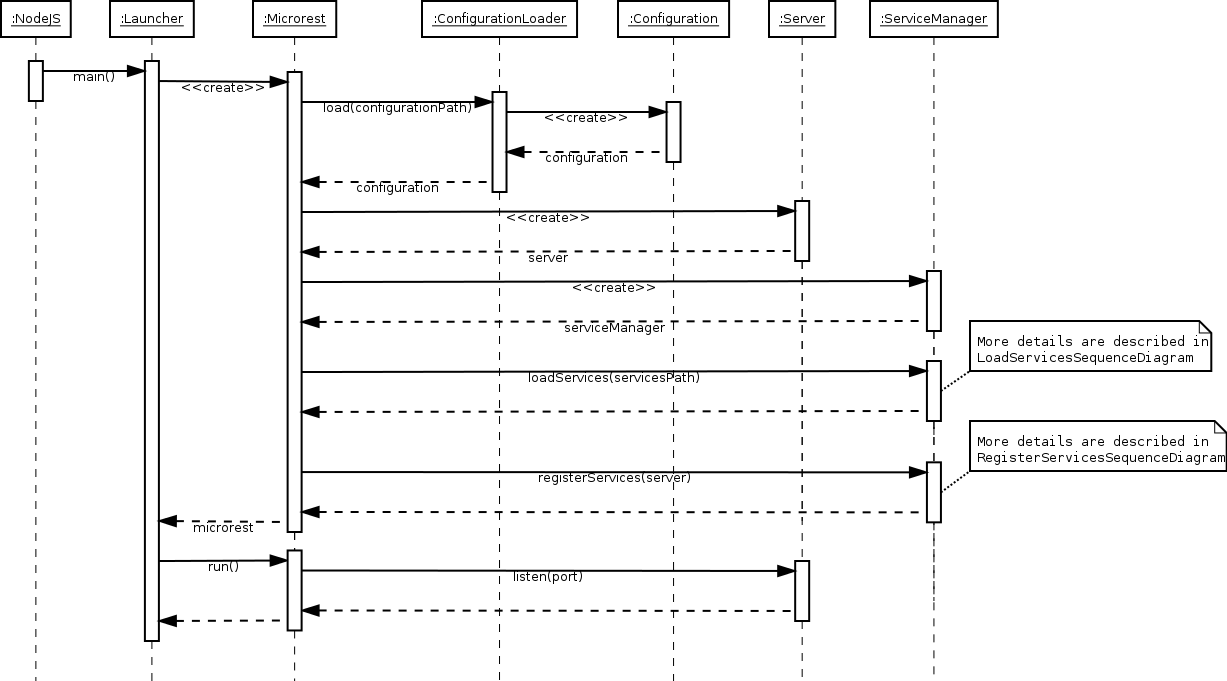 :NodeJS
:Launcher
:Microrest
:ConfigurationLoader
:Configuration
:Server
:ServiceManager
main()
<<create>>
load(configurationPath)
<<create>>
configuration
configuration
<<create>>
server
<<create>>
serviceManager
More details are described in
LoadServicesSequenceDiagram
loadServices(servicesPath)
More details are described in
RegisterServicesSequenceDiagram
registerServices(server)
microrest
run()
listen(port)